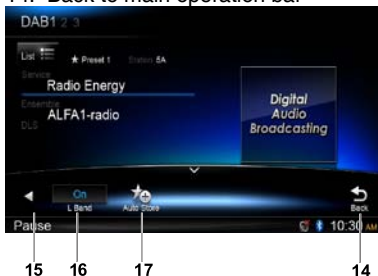 14. Back to main operation bar
DAB1 2 3
List ★ Preset 1 Station 5A
Service
Radio Energy
Ensemble
ALFA1-radio
DLS
Digital
Audio
Broadcasting
On
L Band
Auto Store
Back
Pause
10:30 AM
15 16 17 14